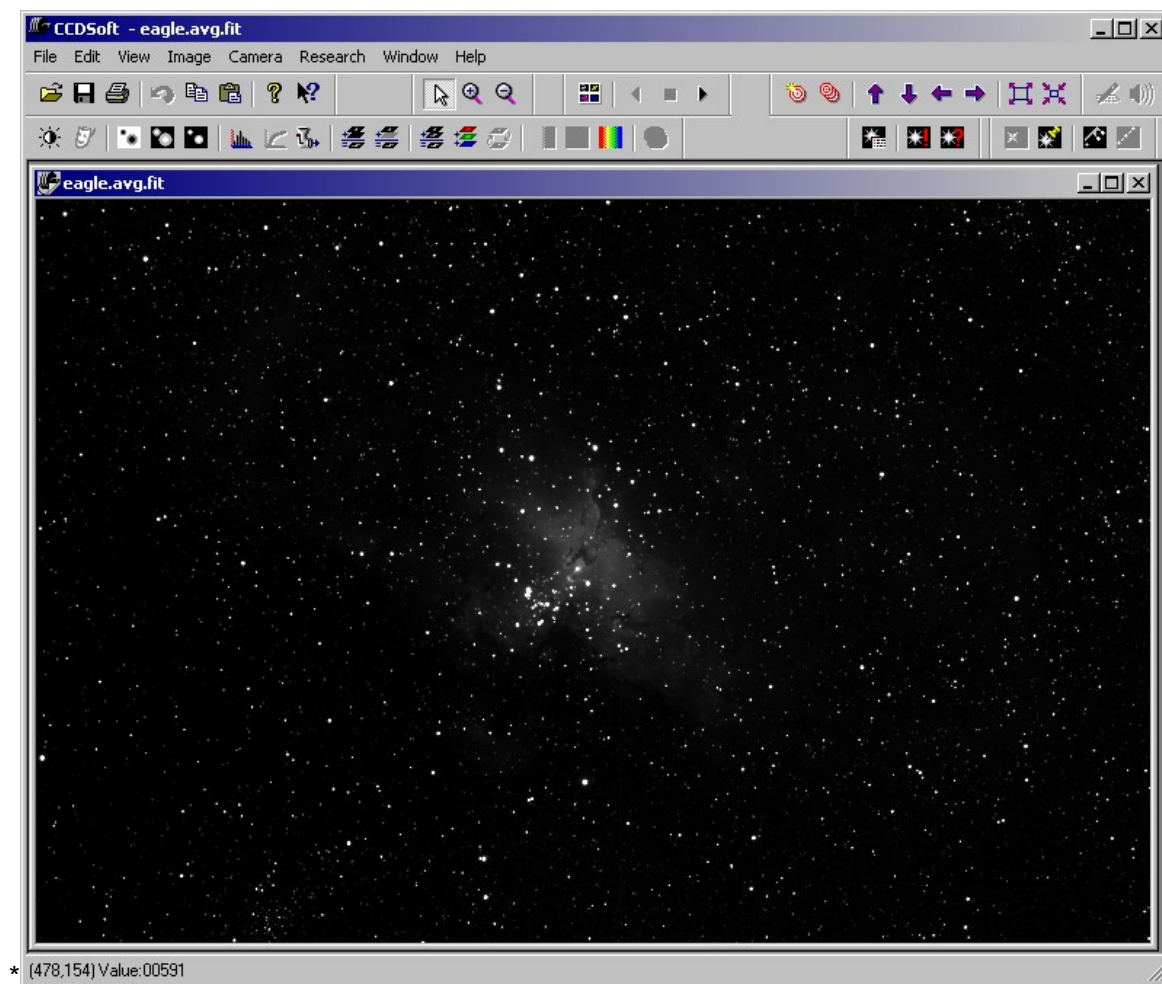 CCDSoft - eagle.avg.fit
File Edit View Image Camera Research Window Help
eagle.avg.fit
* (478,154) Value:00591